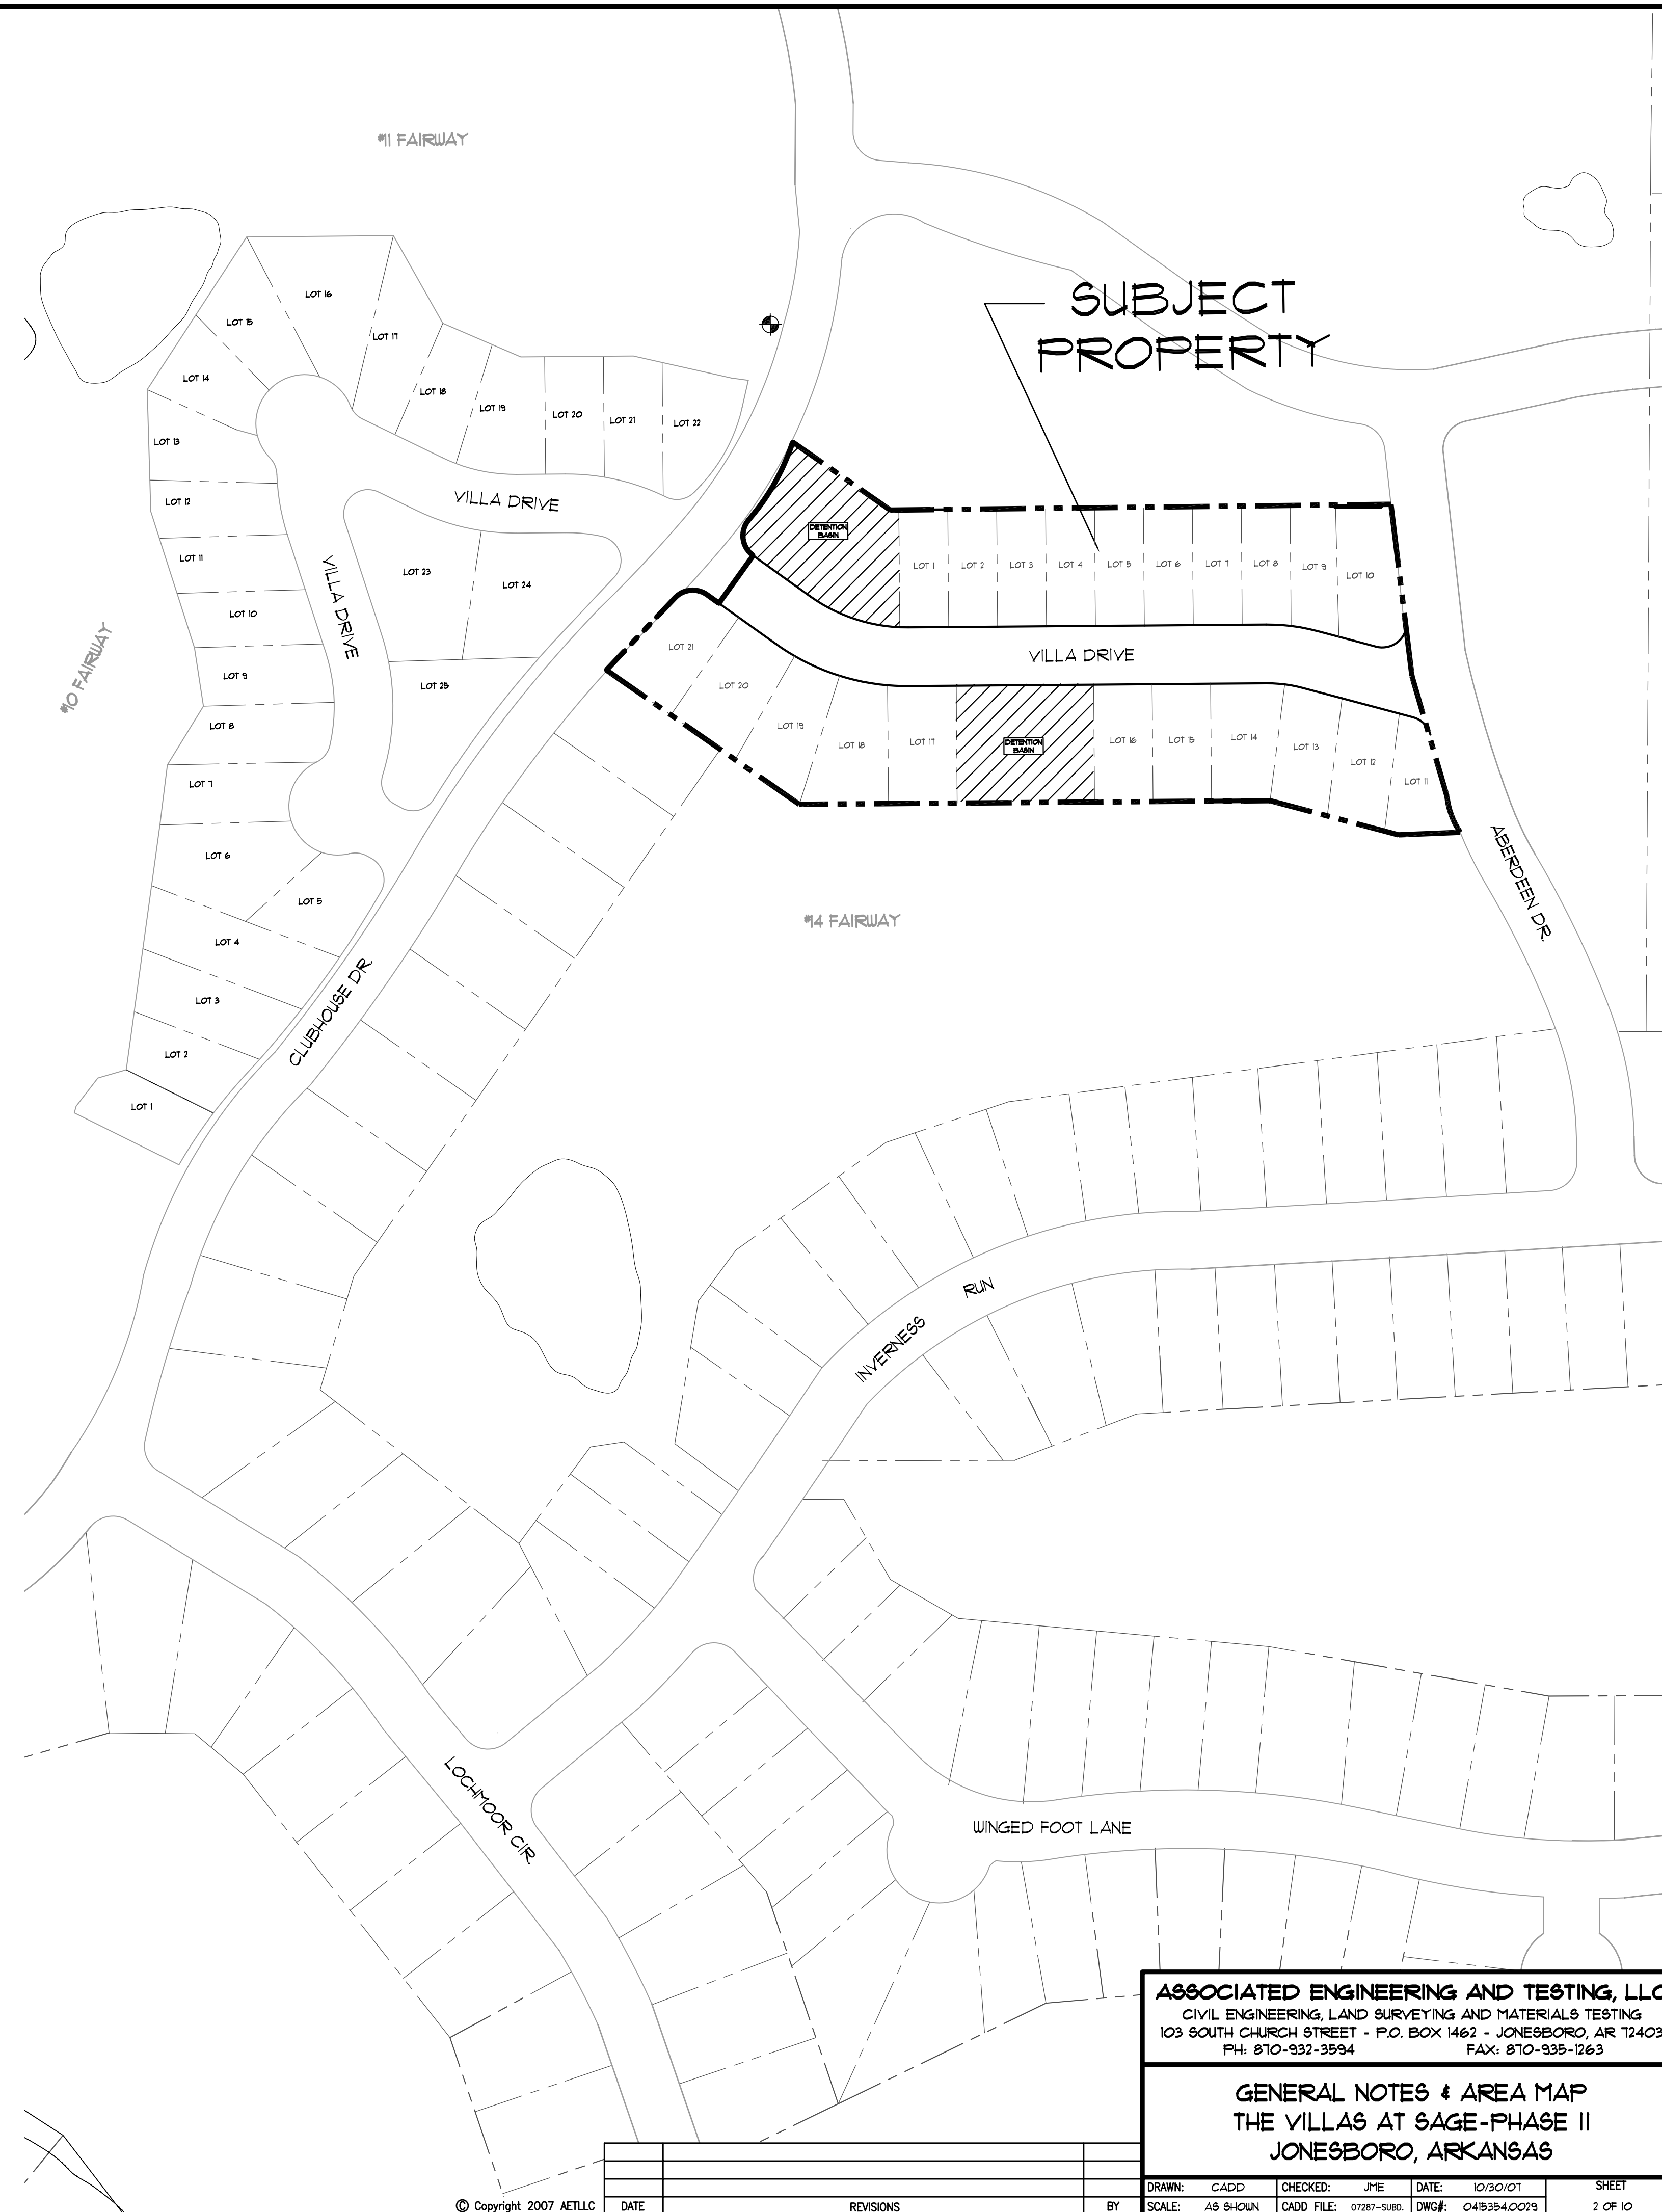 #11 FAIRWAY
SUBJECT
PROPERTY
LOT 16
LOT 15
LOT 17
LOT 14
LOT 18
LOT 19
LOT 20
LOT 21
LOT 22
LOT 13
LOT 12
LOT 11
LOT 10
LOT 9
LOT 8
LOT 7
LOT 6
LOT 5
LOT 4
LOT 3
LOT 2
LOT 1
VILLA DRIVE
VILLA DRIVE
LOT 23
LOT 24
LOT 25
#10 FAIRWAY
CLUBHOUSE DR.
DETENTION
BASIN
LOT 1
LOT 2
LOT 3
LOT 4
LOT 5
LOT 6
LOT 7
LOT 8
LOT 9
LOT 10
VILLA DRIVE
LOT 21
LOT 20
LOT 19
LOT 18
LOT 17
DETENTION
BASIN
LOT 16
LOT 15
LOT 14
LOT 13
LOT 12
LOT 11
ABERDEEN DR.
#14 FAIRWAY
INVERNESS RUN
LOCHMOOR CIR.
WINGED FOOT LANE
ASSOCIATED ENGINEERING AND TESTING, LLC
CIVIL ENGINEERING, LAND SURVEYING AND MATERIALS TESTING
103 SOUTH CHURCH STREET - P.O. BOX 1462 - JONESBORO, AR 72403
PH: 870-932-3594 FAX: 870-935-1263
GENERAL NOTES & AREA MAP
THE VILLAS AT SAGE-PHASE II
JONESBORO, ARKANSAS
DRAWN: CADD CHECKED: JME DATE: 10/30/07 SHEET
SCALE: AS SHOWN CADD FILE: 07287-SUBD. DWG#: 0415354.0029 2 OF 10
© Copyright 2007 AETLLC DATE REVISIONS BY